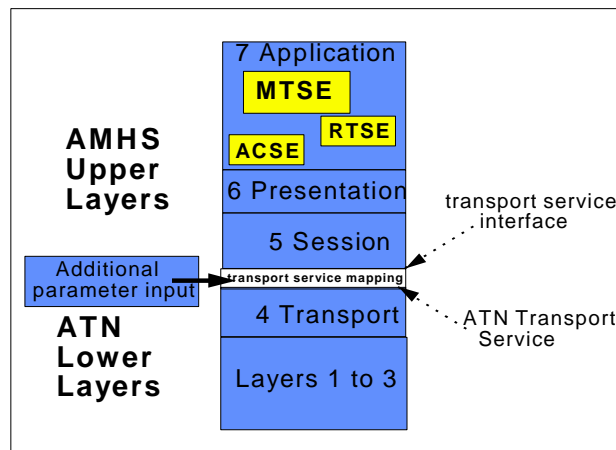 7 Application
MTSE
RTSE
ACSE
AMHS
Upper
Layers
6 Presentation
transport service
interface
5 Session
Additional
parameter input
transport service mapping
4 Transport
ATN Transport
Service
ATN
Lower
Layers
Layers 1 to 3